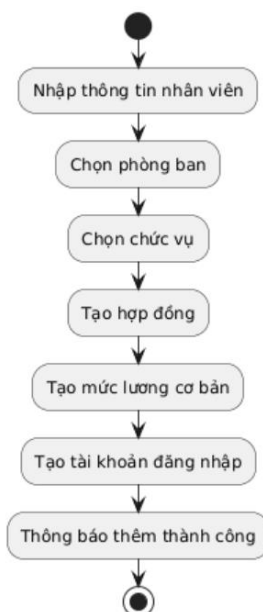 Nhập thông tin nhân viên
Chọn phòng ban
Chọn chức vụ
Tạo hợp đồng
Tạo mức lương cơ bản
Tạo tài khoản đăng nhập
Thông báo thêm thành công